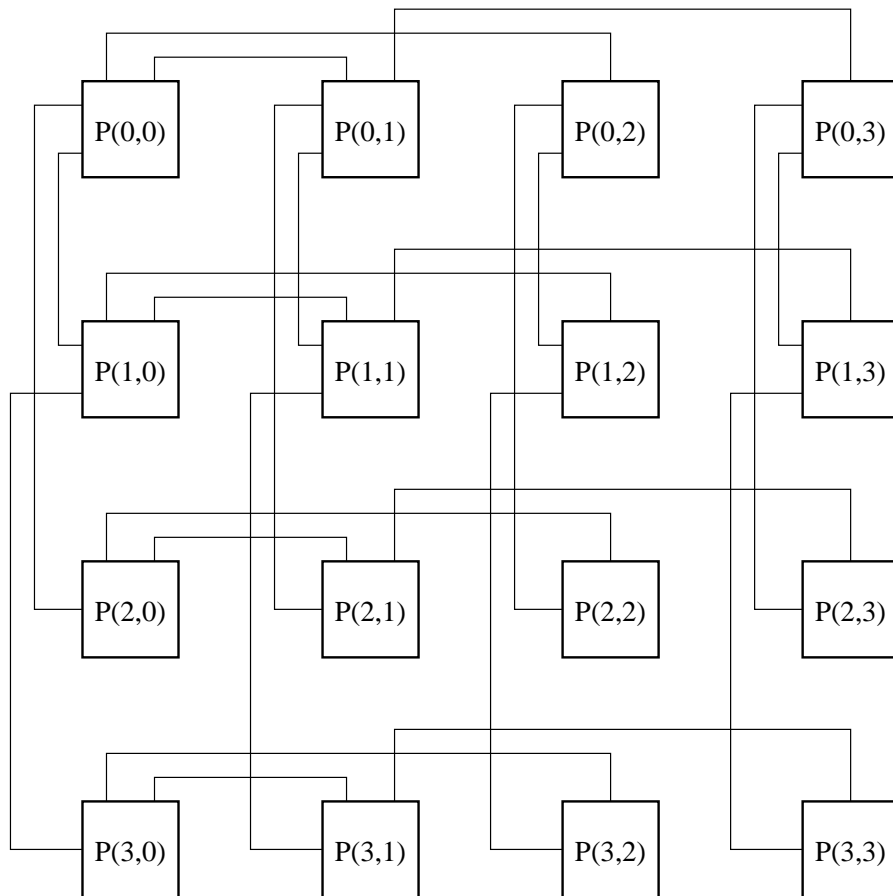 P(0,0) P(0,1) P(0,2) P(0,3)
P(1,0) P(1,1) P(1,2) P(1,3)
P(2,0) P(2,1) P(2,2) P(2,3)
P(3,0) P(3,1) P(3,2) P(3,3)